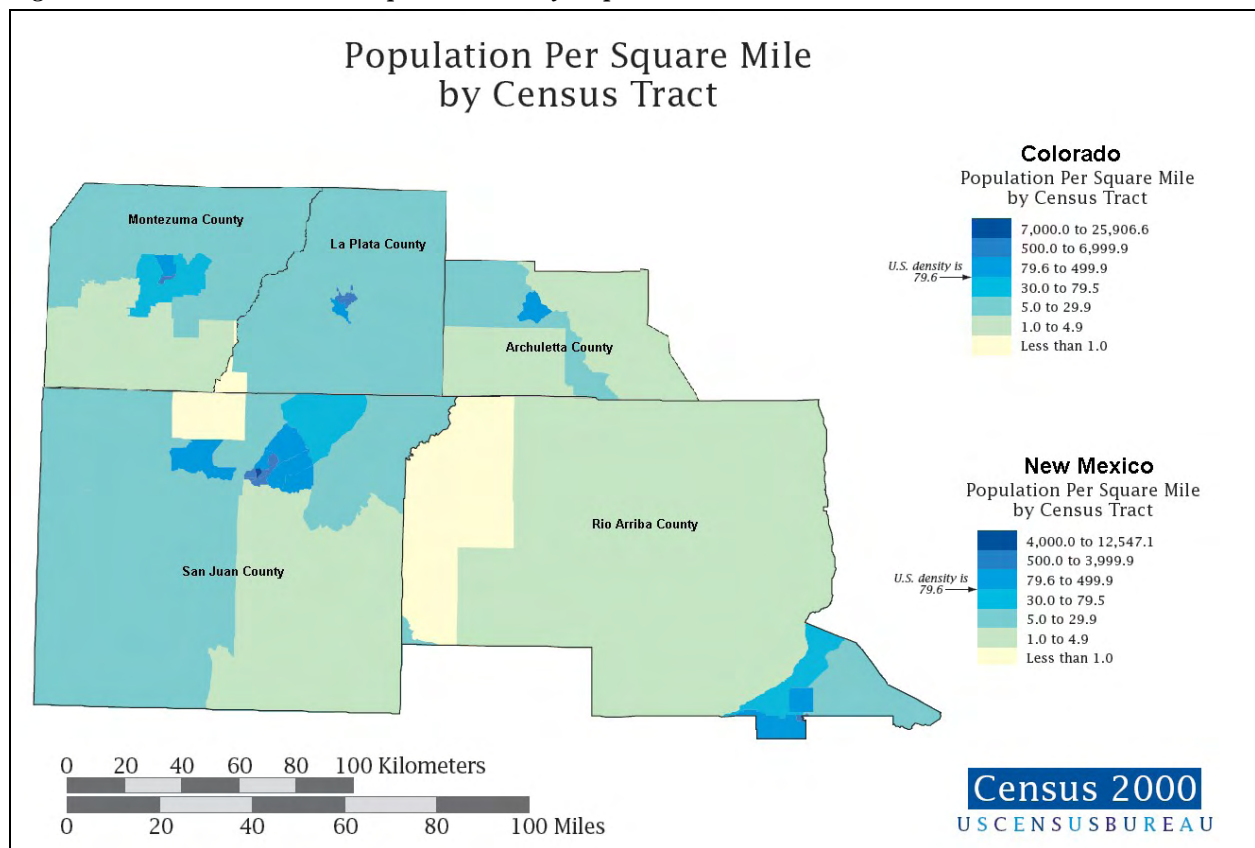 Population Per Square Mile
by Census Tract
Colorado
Population Per Square Mile
by Census Tract
7,000.0 to 25,906.6
500.0 to 6,999.9
79.6 to 499.9
30.0 to 79.5
5.0 to 29.9
1.0 to 4.9
Less than 1.0
U.S. density is
79.6
Montezuma County
La Plata County
Archuletta County
New Mexico
Population Per Square Mile
by Census Tract
4,000.0 to 12,547.1
500.0 to 3,999.9
79.6 to 499.9
30.0 to 79.5
5.0 to 29.9
1.0 to 4.9
Less than 1.0
U.S. density is
79.6
Rio Arriba County
San Juan County
0 20 40 60 80 100 Kilometers
0 20 40 60 80 100 Miles
Census 2000
USCENSUSBUREAU